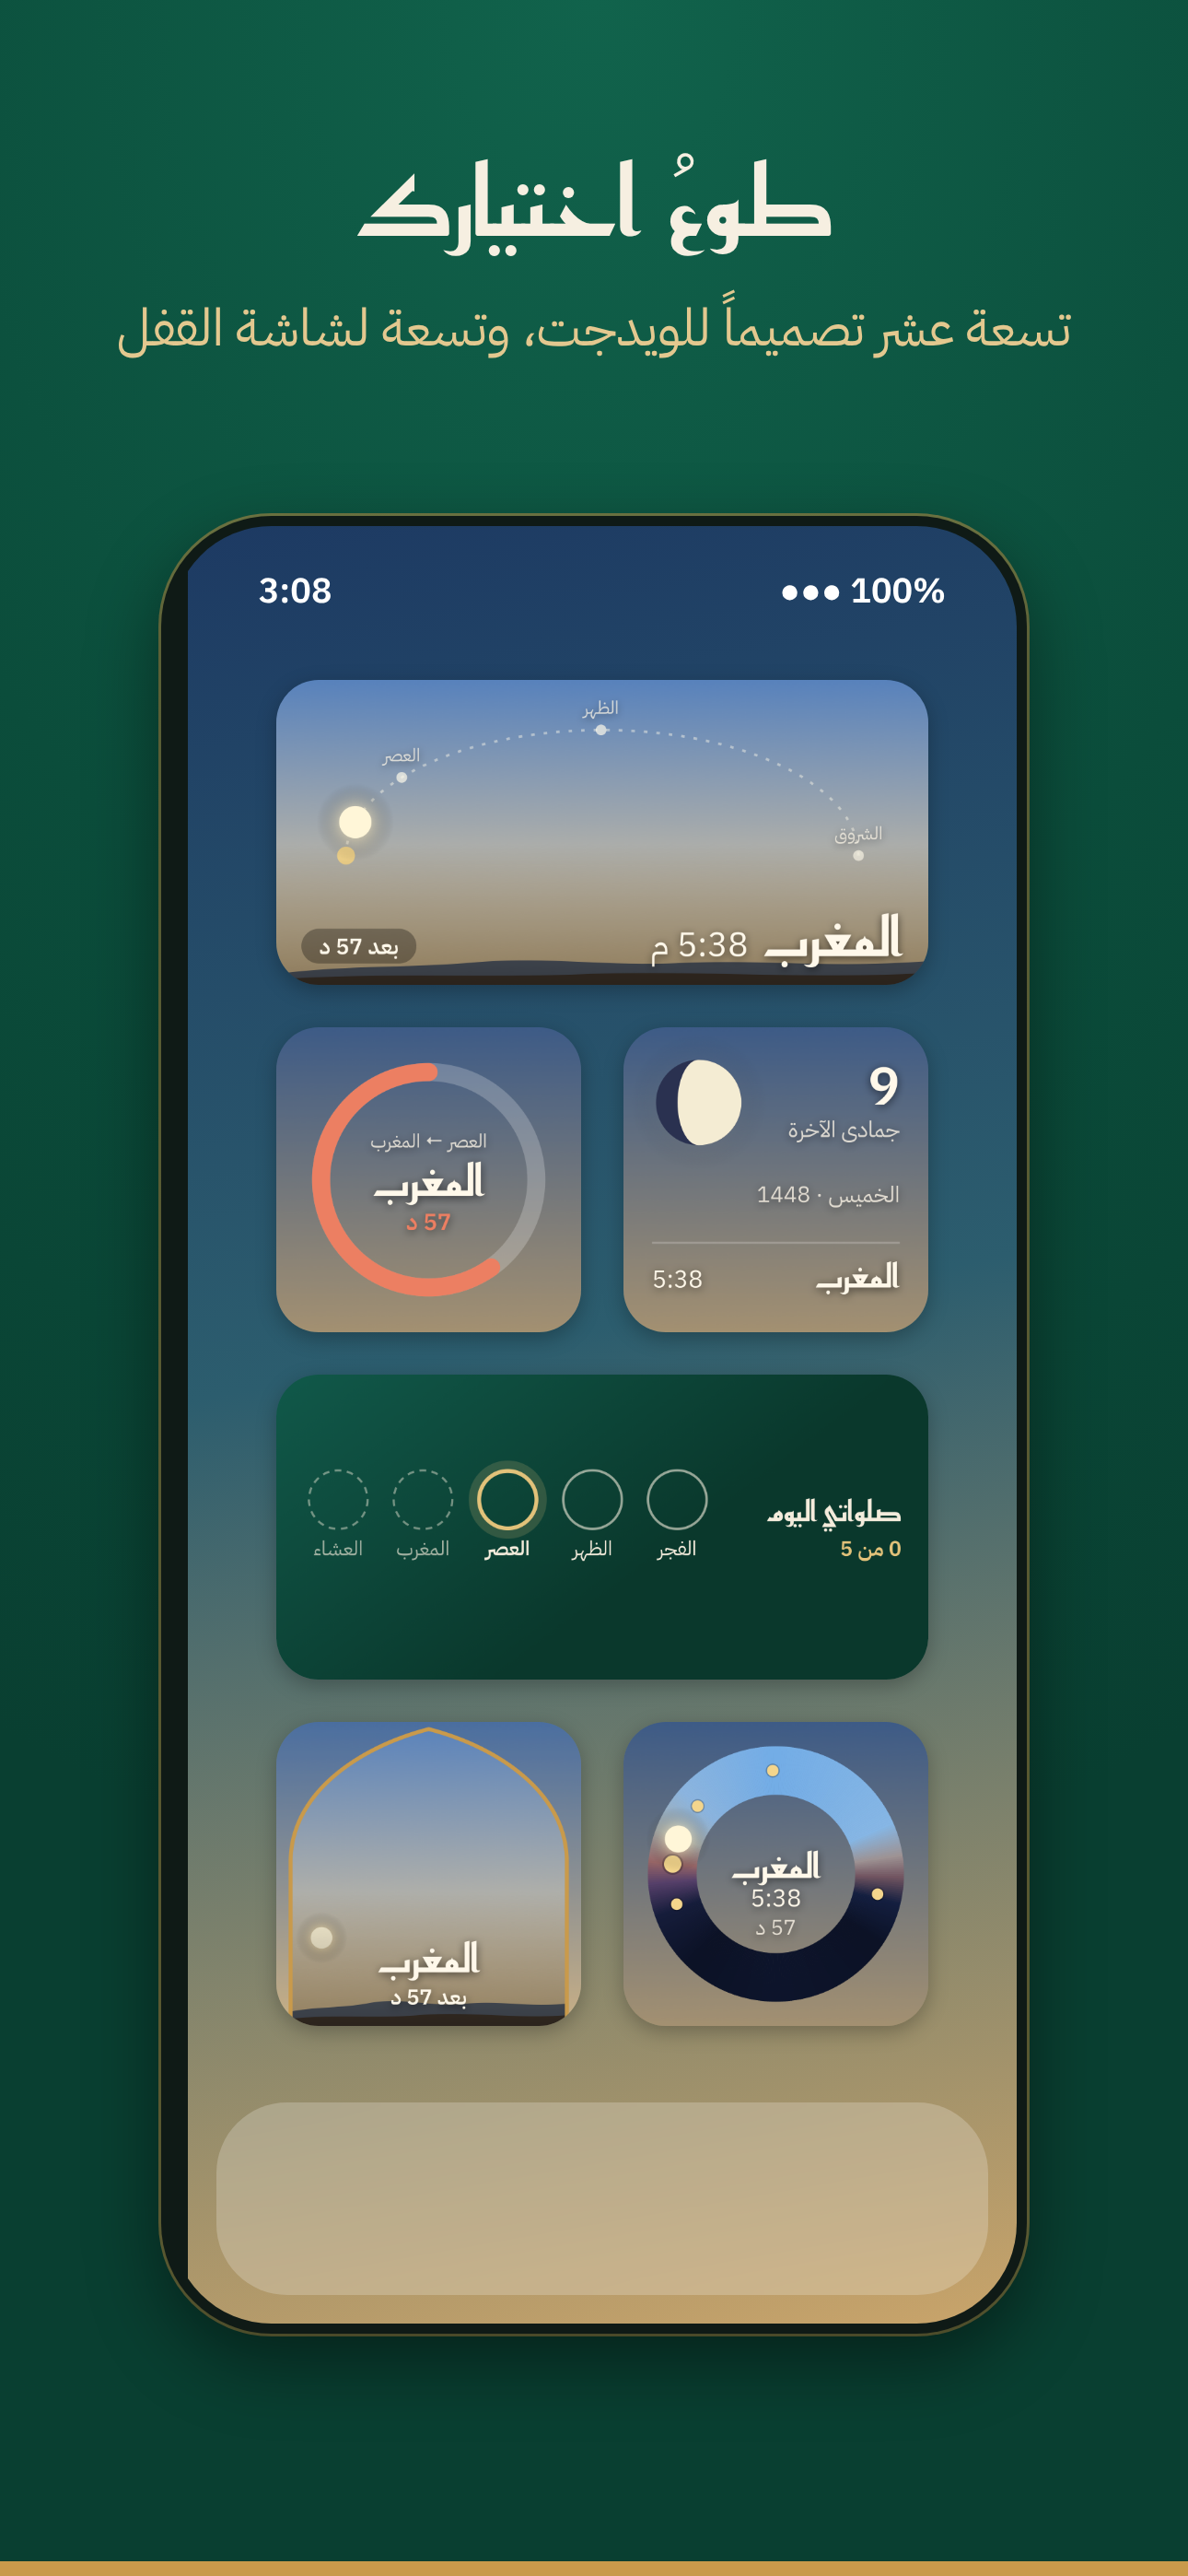 طوعُ اختيارك
تسعة عشر تصميماً للويدجت، وتسعة لشاشة القفل
3:08 ●●● 100%
الظهر
العصر
الشروق
المغرب 5:38 م
بعد 57 د
9
جمادى الآخرة
الخميس · 1448
المغرب 5:38
العصر ← المغرب
المغرب
57 د
صلواتي اليوم
0 من 5
الفجر الظهر العصر المغرب العشاء
المغرب
5:38
57 د
المغرب
بعد 57 د